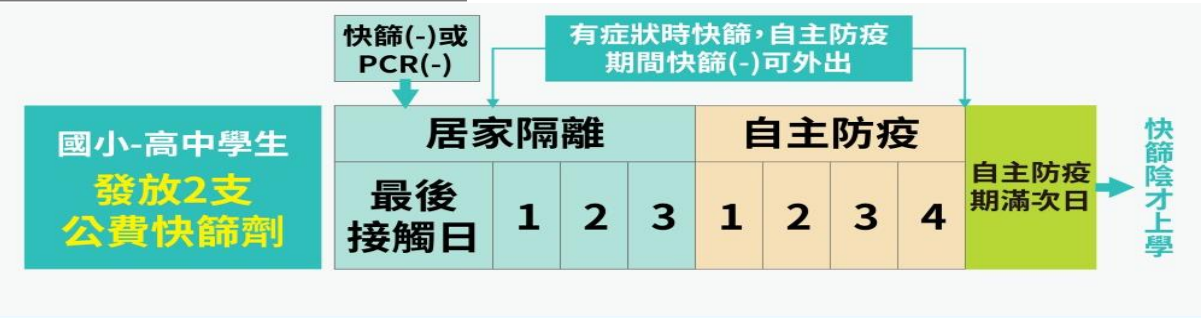 快篩(-)或
PCR(-)
有症狀時快篩，自主防疫
期間快篩(-)可外出
國小-高中學生
發放2支
公費快篩劑
居家隔離
自主防疫
最後
接觸日
1 2 3 1 2 3 4
自主防疫
期滿次日
快篩陰才上學